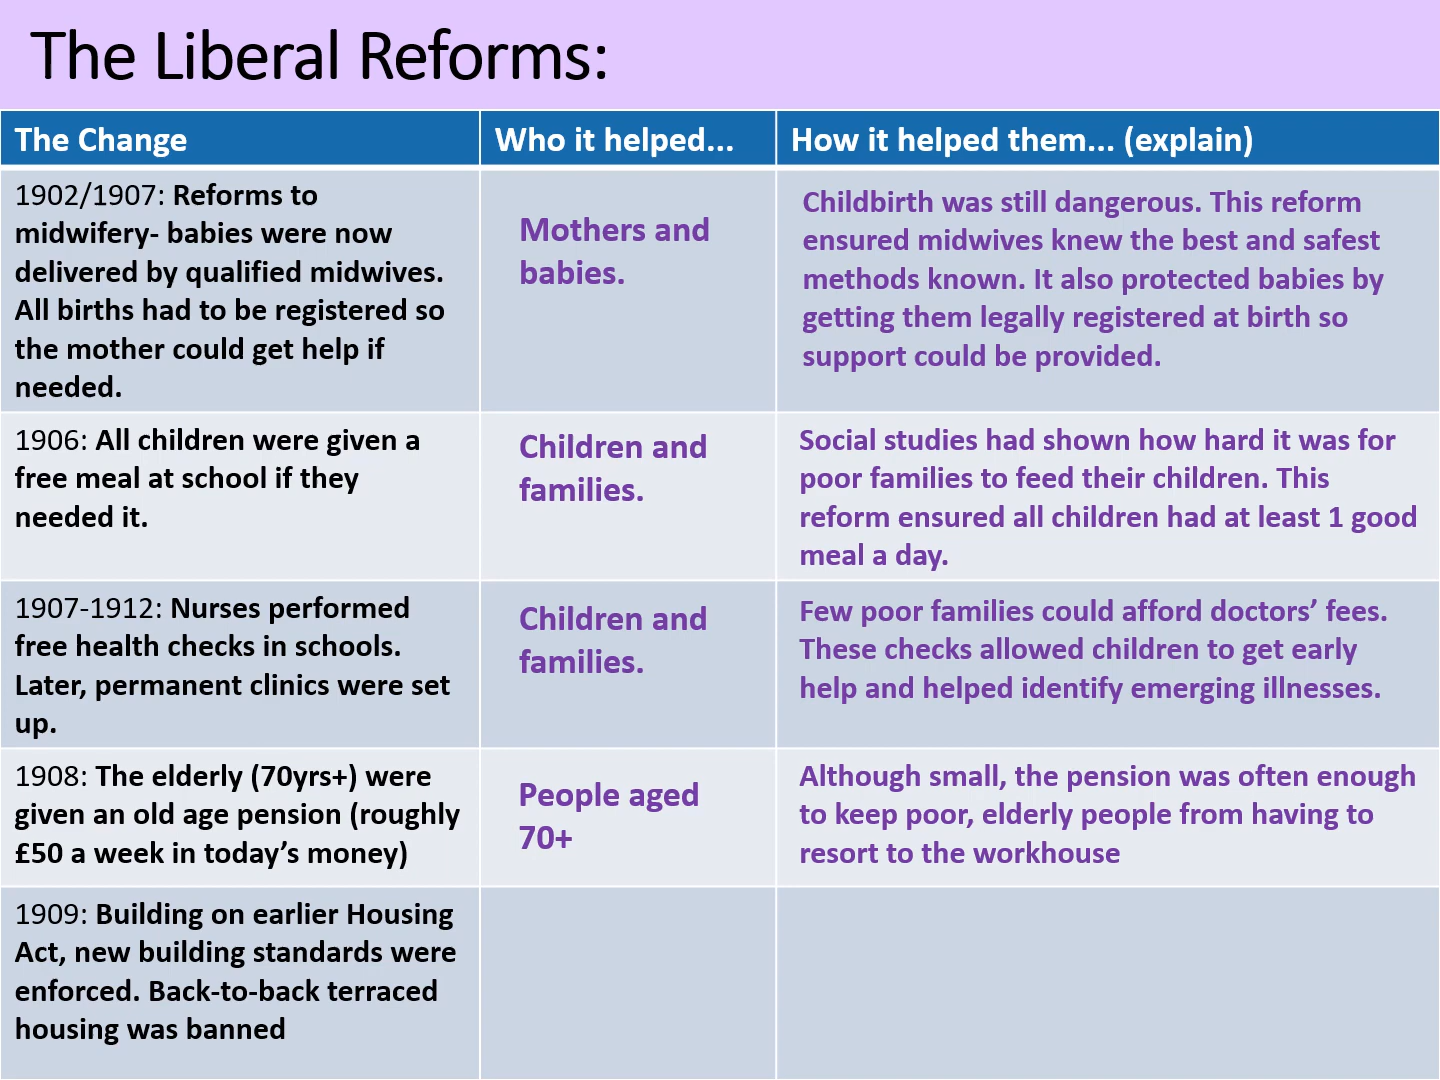 The Liberal Reforms:
The Change
Who it helped...
How it helped them... (explain)
1902/1907: Reforms to
midwifery- babies were now
delivered by qualified midwives.
All births had to be registered so
the mother could get help if
needed.
Mothers and
babies.
Childbirth was still dangerous. This reform
ensured midwives knew the best and safest
methods known. It also protected babies by
getting them legally registered at birth so
support could be provided.
1906: All children were given a
free meal at school if they
needed it.
Children and
families.
Social studies had shown how hard it was for
poor families to feed their children. This
reform ensured all children had at least 1 good
meal a day.
1907-1912: Nurses performed
free health checks in schools.
Later, permanent clinics were set
up.
Children and
families.
Few poor families could afford doctors’ fees.
These checks allowed children to get early
help and helped identify emerging illnesses.
1908: The elderly (70yrs+) were
given an old age pension (roughly
£50 a week in today’s money)
People aged
70+
Although small, the pension was often enough
to keep poor, elderly people from having to
resort to the workhouse
1909: Building on earlier Housing
Act, new building standards were
enforced. Back-to-back terraced
housing was banned